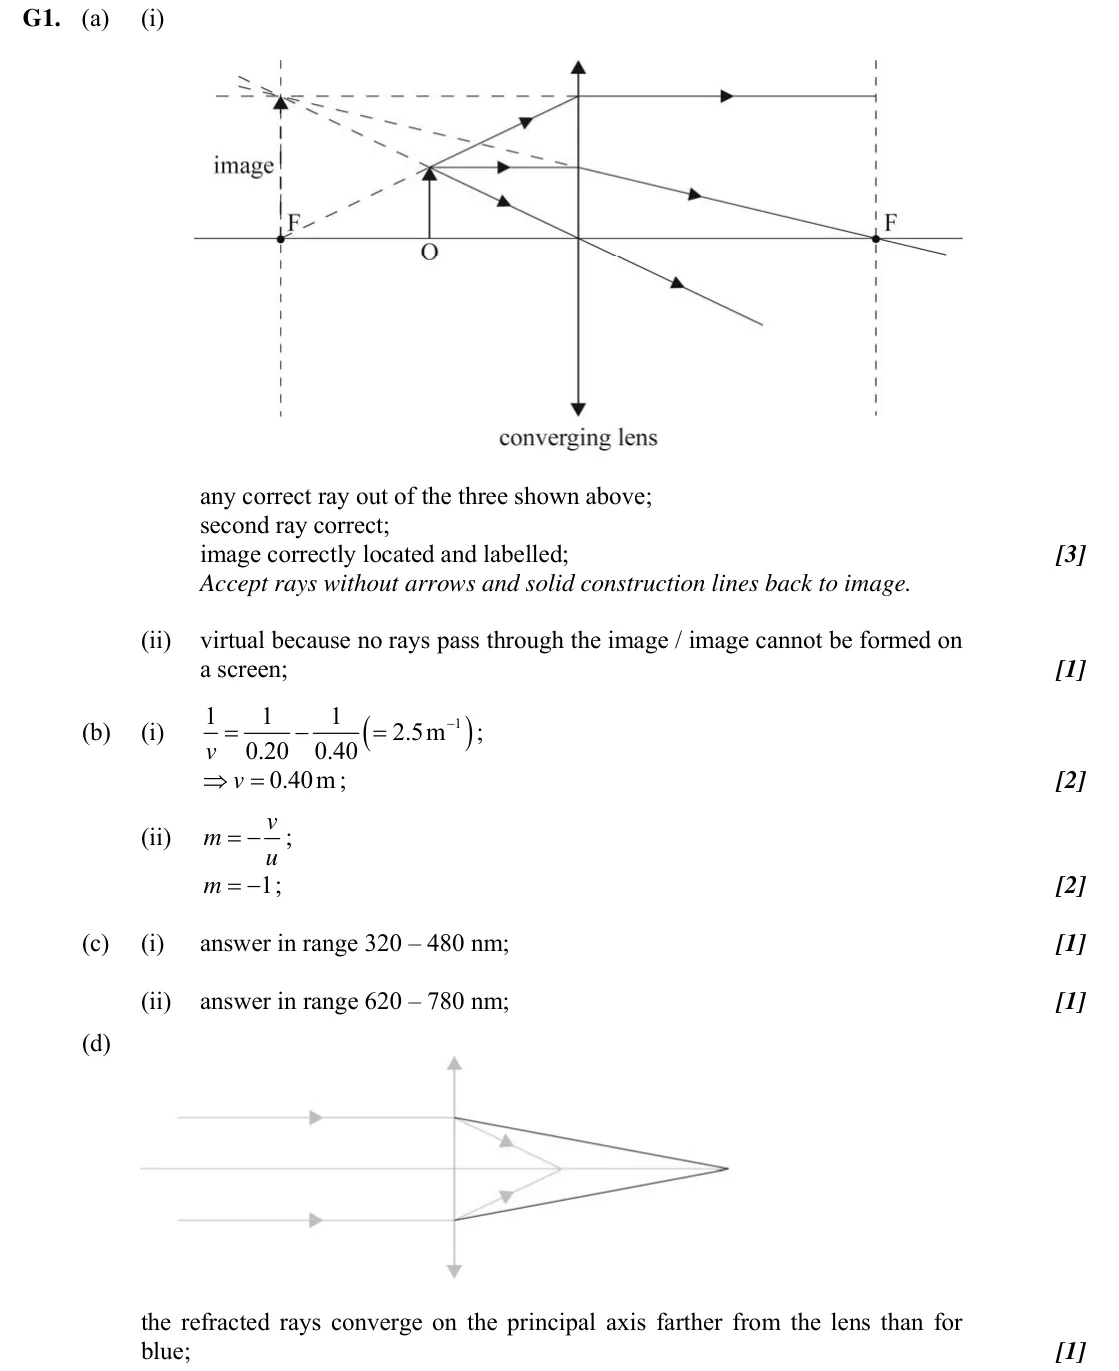 G1. (a) (i)
image
F
F
O
converging lens
any correct ray out of the three shown above;
second ray correct;
image correctly located and labelled; [3]
Accept rays without arrows and solid construction lines back to image.
(ii) virtual because no rays pass through the image / image cannot be formed on
a screen; [1]
(b) (i) 1/v = 1/0.20 − 1/0.40 (= 2.5 m⁻¹);
⇒ v = 0.40 m; [2]
(ii) m = −v/u;
m = −1; [2]
(c) (i) answer in range 320 – 480 nm; [1]
(ii) answer in range 620 – 780 nm; [1]
(d)
the refracted rays converge on the principal axis farther from the lens than for
blue; [1]